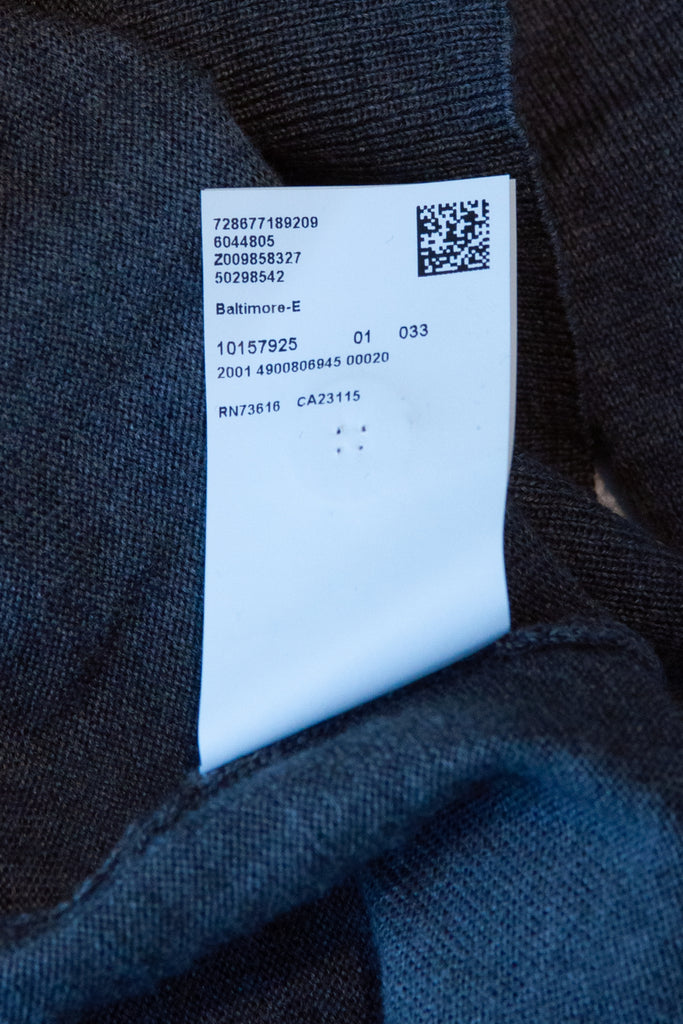 728677189209
6044805
Z009858327
50298542
Baltimore-E
10157925 01 033
2001 4900806945 00020
RN73616 CA23115